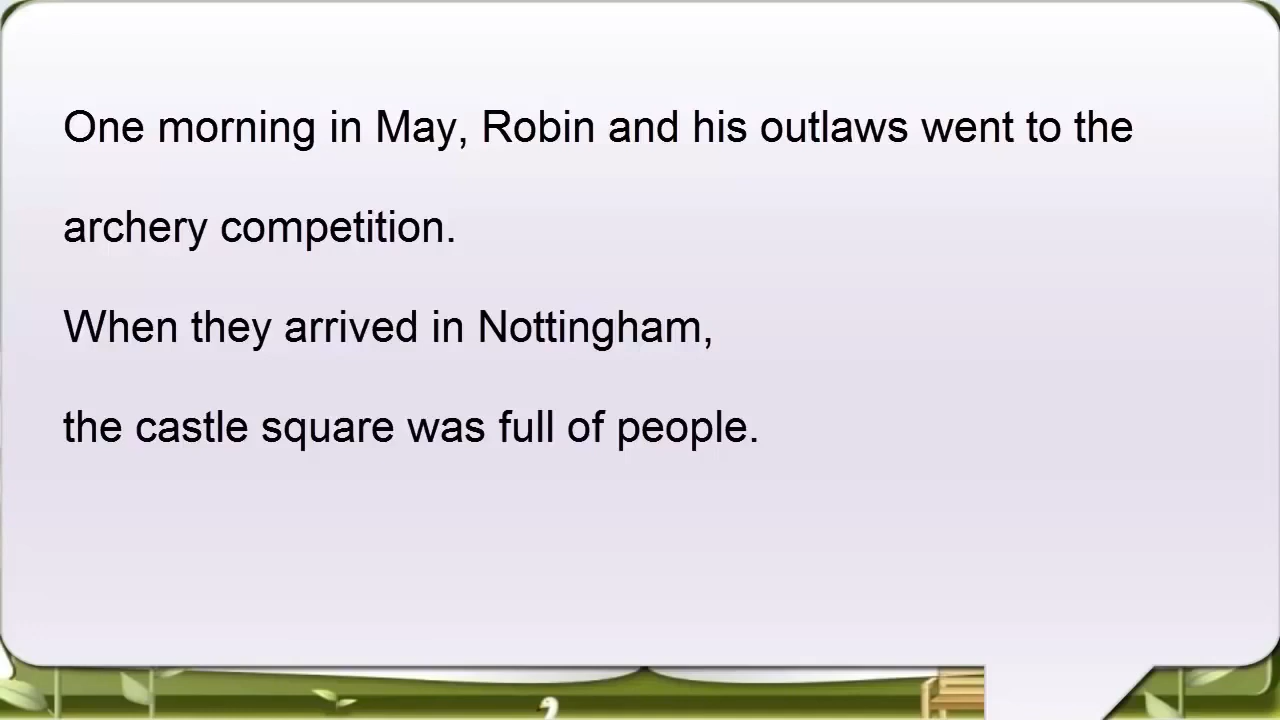 One morning in May, Robin and his outlaws went to the
archery competition.
When they arrived in Nottingham,
the castle square was full of people.